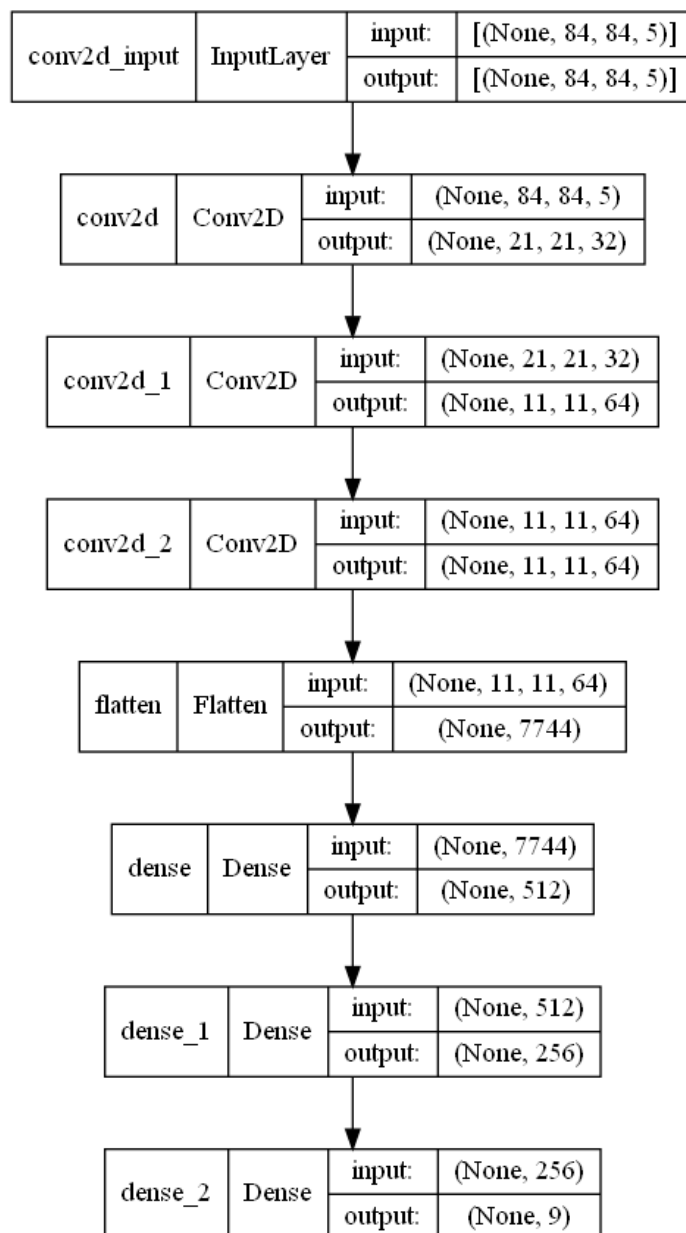 conv2d_input InputLayer input: [(None, 84, 84, 5)]
output: [(None, 84, 84, 5)]
conv2d Conv2D input: (None, 84, 84, 5)
output: (None, 21, 21, 32)
conv2d_1 Conv2D input: (None, 21, 21, 32)
output: (None, 11, 11, 64)
conv2d_2 Conv2D input: (None, 11, 11, 64)
output: (None, 11, 11, 64)
flatten Flatten input: (None, 11, 11, 64)
output: (None, 7744)
dense Dense input: (None, 7744)
output: (None, 512)
dense_1 Dense input: (None, 512)
output: (None, 256)
dense_2 Dense input: (None, 256)
output: (None, 9)